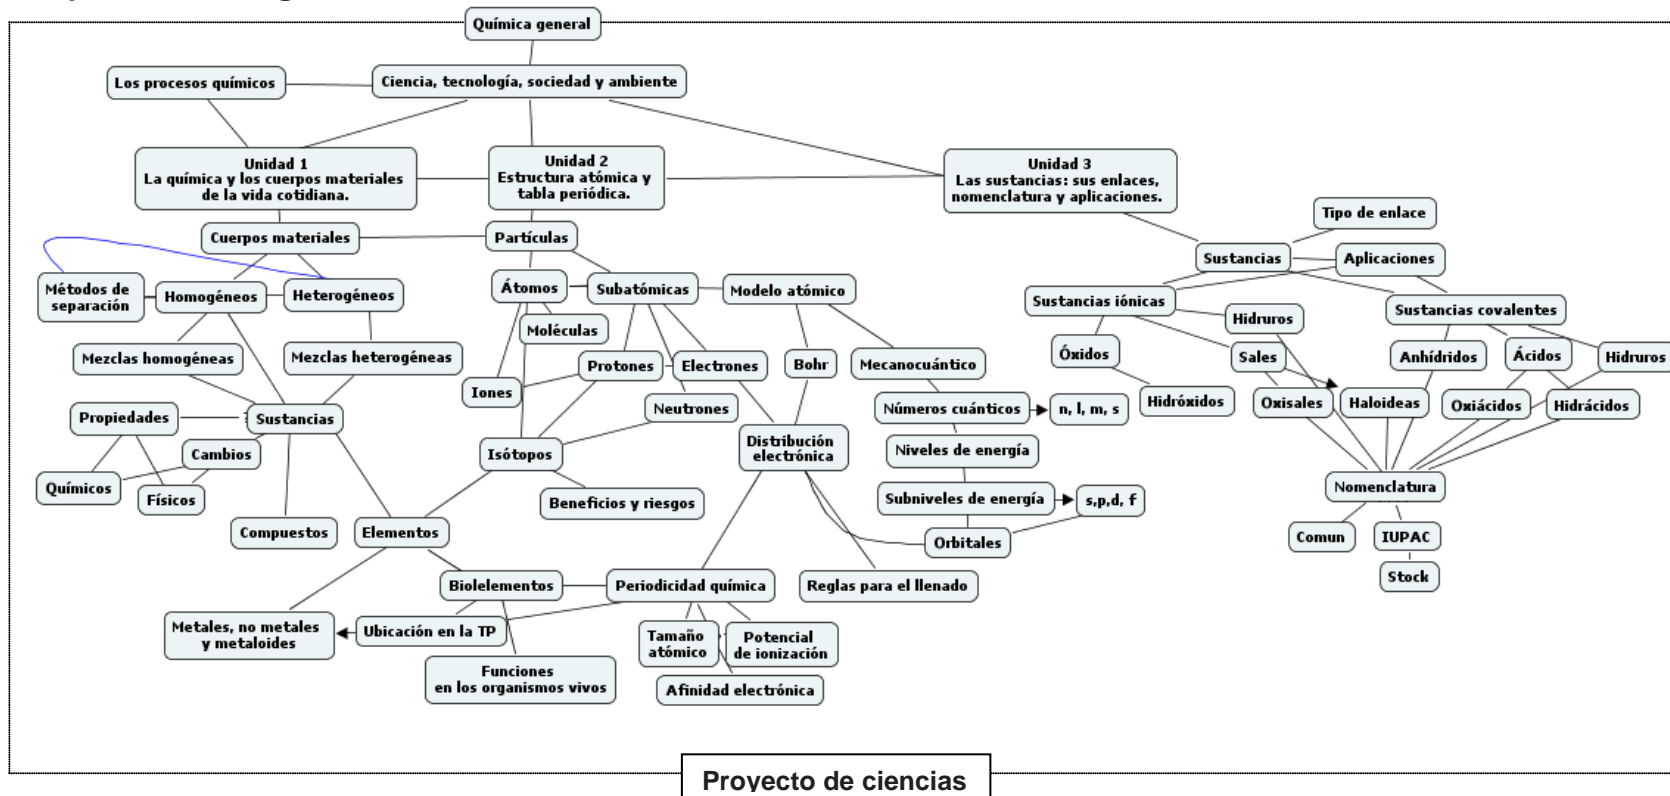 Química general
Los procesos químicos
Ciencia, tecnología, sociedad y ambiente
Unidad 1
La química y los cuerpos materiales
de la vida cotidiana.
Unidad 2
Estructura atómica y
tabla periódica.
Unidad 3
Las sustancias: sus enlaces,
nomenclatura y aplicaciones.
Cuerpos materiales
Partículas
Tipo de enlace
Sustancias
Aplicaciones
Métodos de
separación
Homogéneos
Heterogéneos
Átomos
Subatómicas
Modelo atómico
Sustancias iónicas
Sustancias covalentes
Hidruros
Moléculas
Mezclas homogéneas
Mezclas heterogéneas
Protones
Electrones
Bohr
Mecanocuántico
Óxidos
Sales
Anhídridos
Ácidos
Hidruros
Iones
Neutrones
Números cuánticos
n, l, m, s
Hidróxidos
Oxisales
Haloideas
Oxiácidos
Hidrácidos
Propiedades
Sustancias
Cambios
Isótopos
Distribución
electrónica
Niveles de energía
Químicos
Físicos
Beneficios y riesgos
Subniveles de energía
s,p,d, f
Nomenclatura
Compuestos
Elementos
Orbitales
Comun
IUPAC
Stock
Biolelementos
Periodicidad química
Reglas para el llenado
Metales, no metales
y metaloides
Ubicación en la TP
Tamaño
atómico
Potencial
de ionización
Funciones
en los organismos vivos
Afinidad electrónica
Proyecto de ciencias